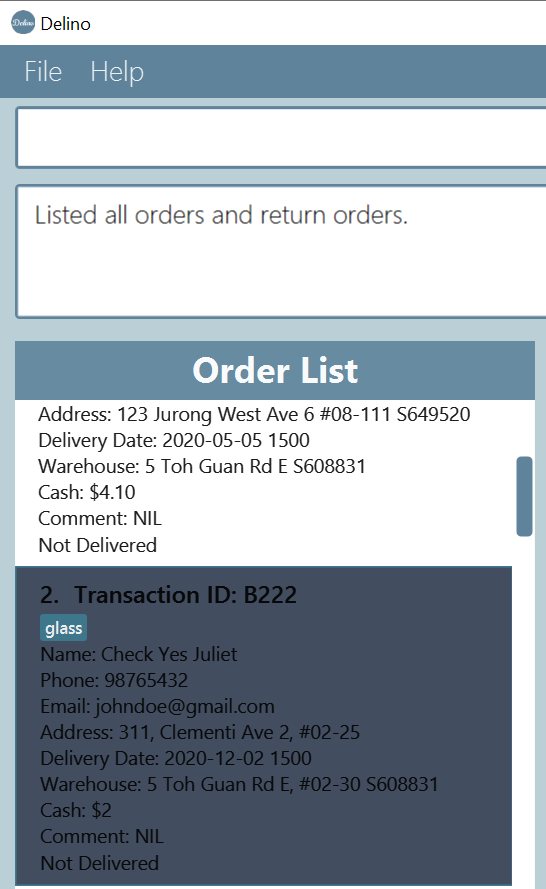 Delino
Delino
File Help
Listed all orders and return orders.
Order List
Address: 123 Jurong West Ave 6 #08-111 S649520
Delivery Date: 2020-05-05 1500
Warehouse: 5 Toh Guan Rd E S608831
Cash: $4.10
Comment: NIL
Not Delivered
2. Transaction ID: B222
glass
Name: Check Yes Juliet
Phone: 98765432
Email: johndoe@gmail.com
Address: 311, Clementi Ave 2, #02-25
Delivery Date: 2020-12-02 1500
Warehouse: 5 Toh Guan Rd E, #02-30 S608831
Cash: $2
Comment: NIL
Not Delivered